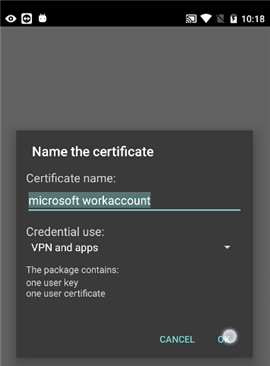 10:18
Name the certificate
Certificate name:
microsoft workaccount
Credential use:
VPN and apps
The package contains:
one user key
one user certificate
CANCEL